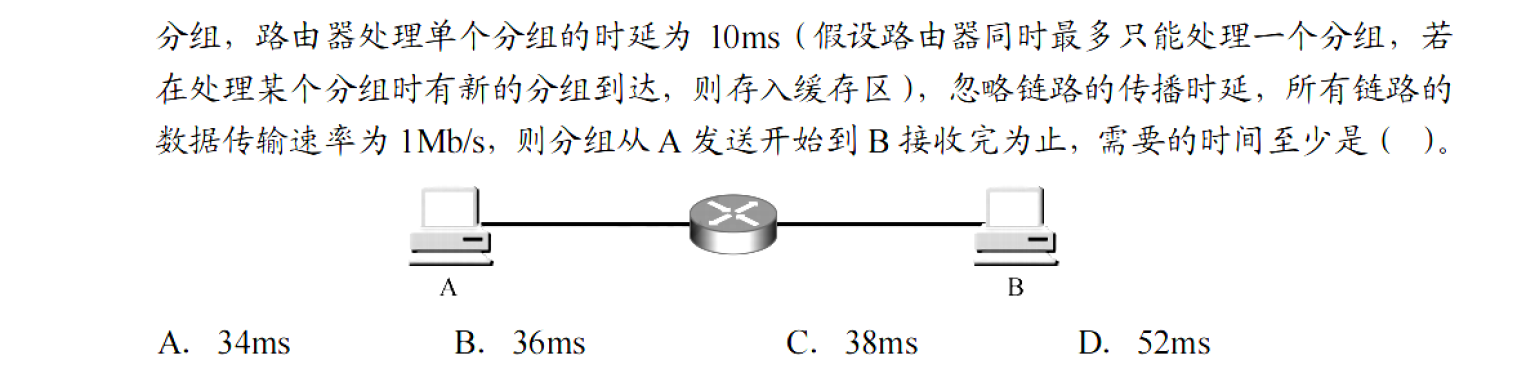 分组，路由器处理单个分组的时延为 10ms（假设路由器同时最多只能处理一个分组，若
在处理某个分组时有新的分组到达，则存入缓存区），忽略链路的传播时延，所有链路的
数据传输速率为 1Mb/s，则分组从 A 发送开始到 B 接收完为止，需要的时间至少是（ ）。
A B
A． 34ms B． 36ms C． 38ms D． 52ms